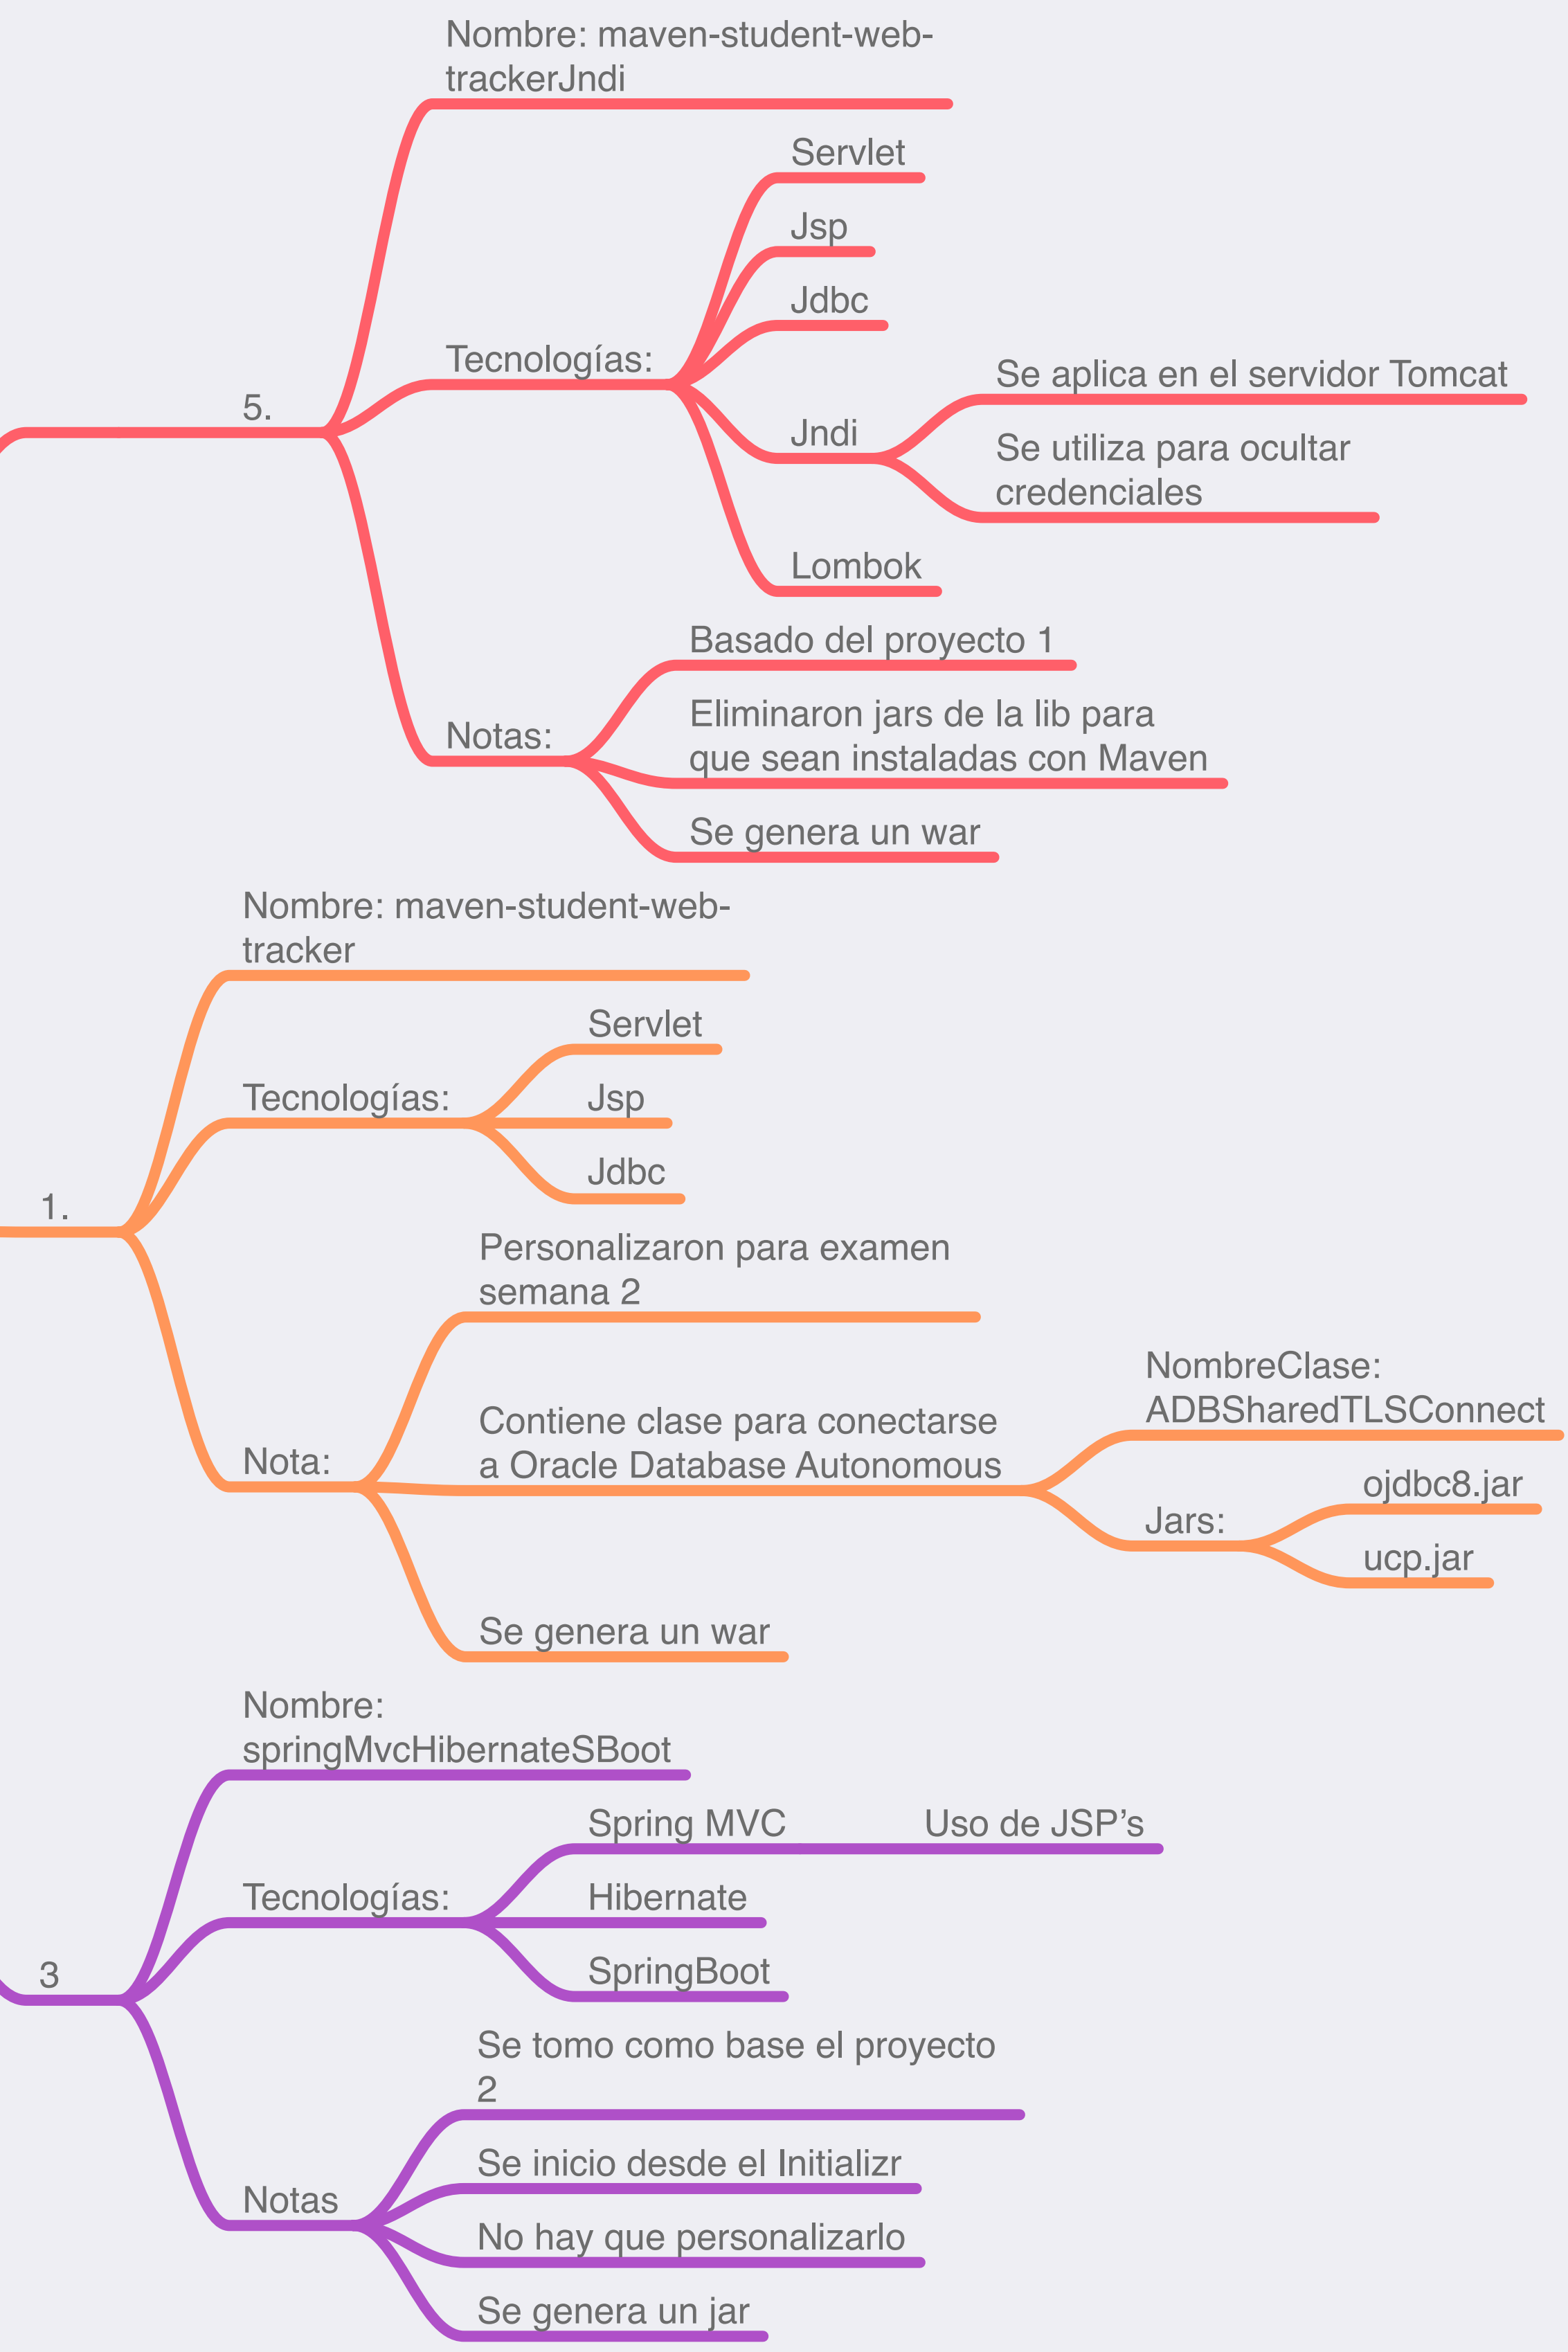 Nombre: maven-student-web-
trackerJndi
Servlet
Jsp
Jdbc
Tecnologías:
Se aplica en el servidor Tomcat
5.
Jndi
Se utiliza para ocultar
credenciales
Lombok
Basado del proyecto 1
Eliminaron jars de la lib para
que sean instaladas con Maven
Notas:
Se genera un war
Nombre: maven-student-web-
tracker
Servlet
Tecnologías:
Jsp
Jdbc
1.
Personalizaron para examen
semana 2
NombreClase:
ADBSharedTLSConnect
Contiene clase para conectarse
a Oracle Database Autonomous
Nota:
ojdbc8.jar
Jars:
ucp.jar
Se genera un war
Nombre:
springMvcHibernateSBoot
Spring MVC
Uso de JSP’s
Tecnologías:
Hibernate
SpringBoot
3
Se tomo como base el proyecto
2
Se inicio desde el Initializr
Notas
No hay que personalizarlo
Se genera un jar